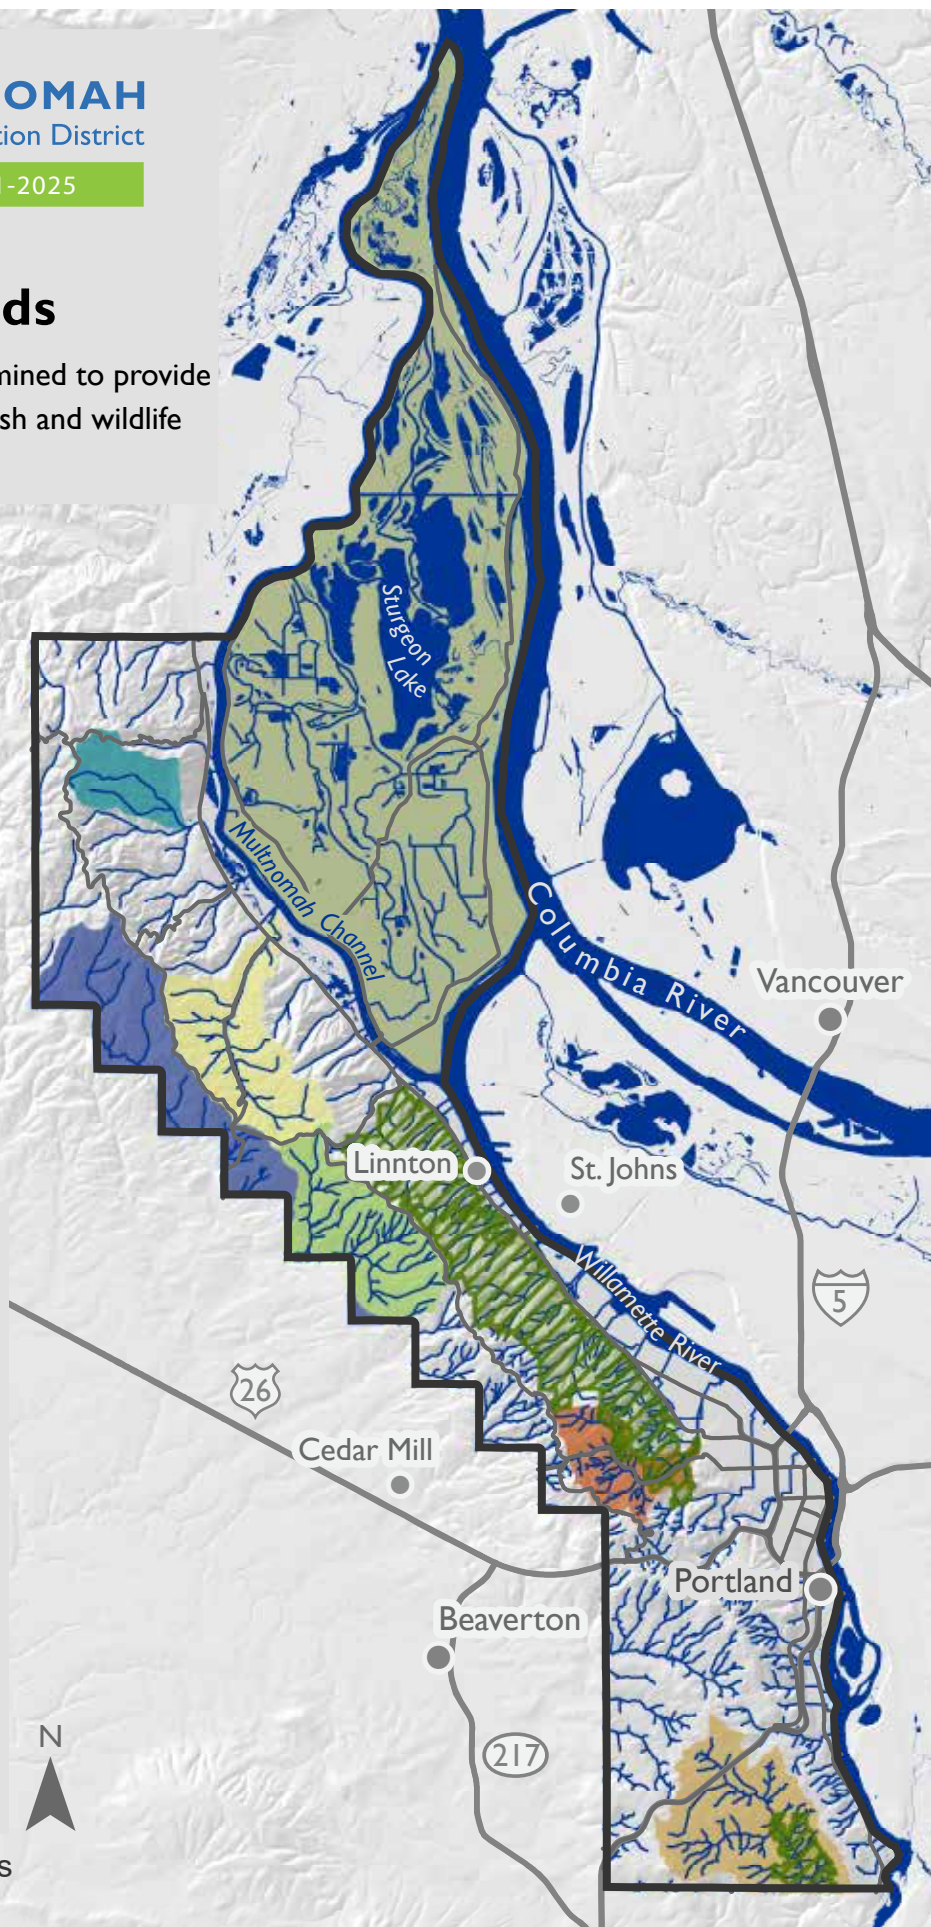 OMAH
tion District
1-2025
ds
mined to provide
sh and wildlife
Sturgeon
Lake
Multnomah Channel
Columbia River
Vancouver
Linnton
St. Johns
Willamette River
5
26
Cedar Mill
Portland
Beaverton
N
217
s